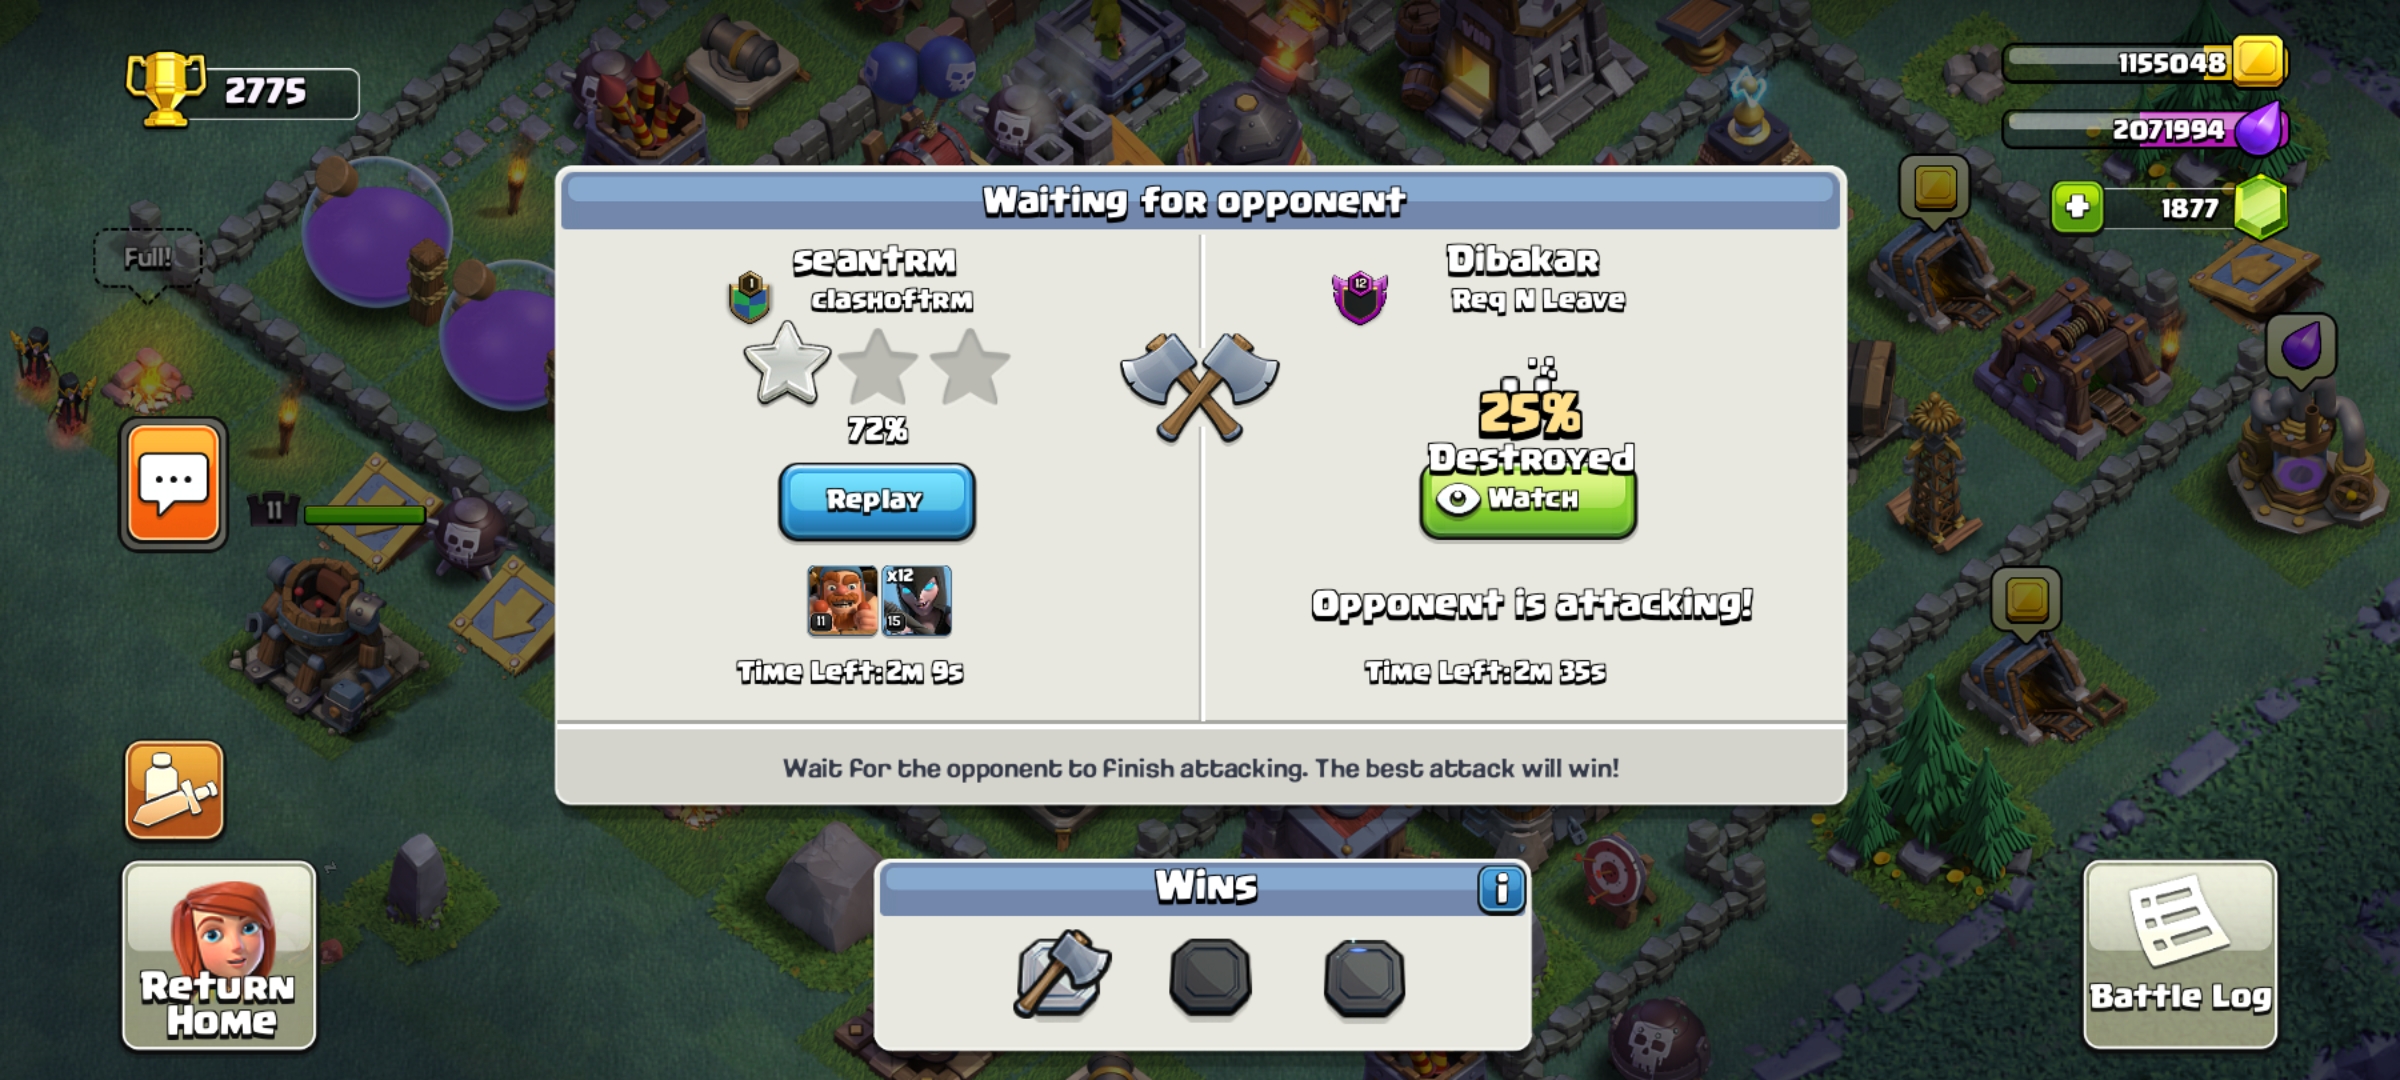 2775
1155048
2071994
1877
Full!
11
Waiting for opponent
seantrm
1
clashoftrm
72%
Replay
11
x12
15
Time Left:2m 9s
Dibakar
12
Req N Leave
25%
Destroyed
Watch
Opponent is attacking!
Time Left:2m 35s
Wait for the opponent to finish attacking. The best attack will win!
Wins
i
Return
Home
Battle Log